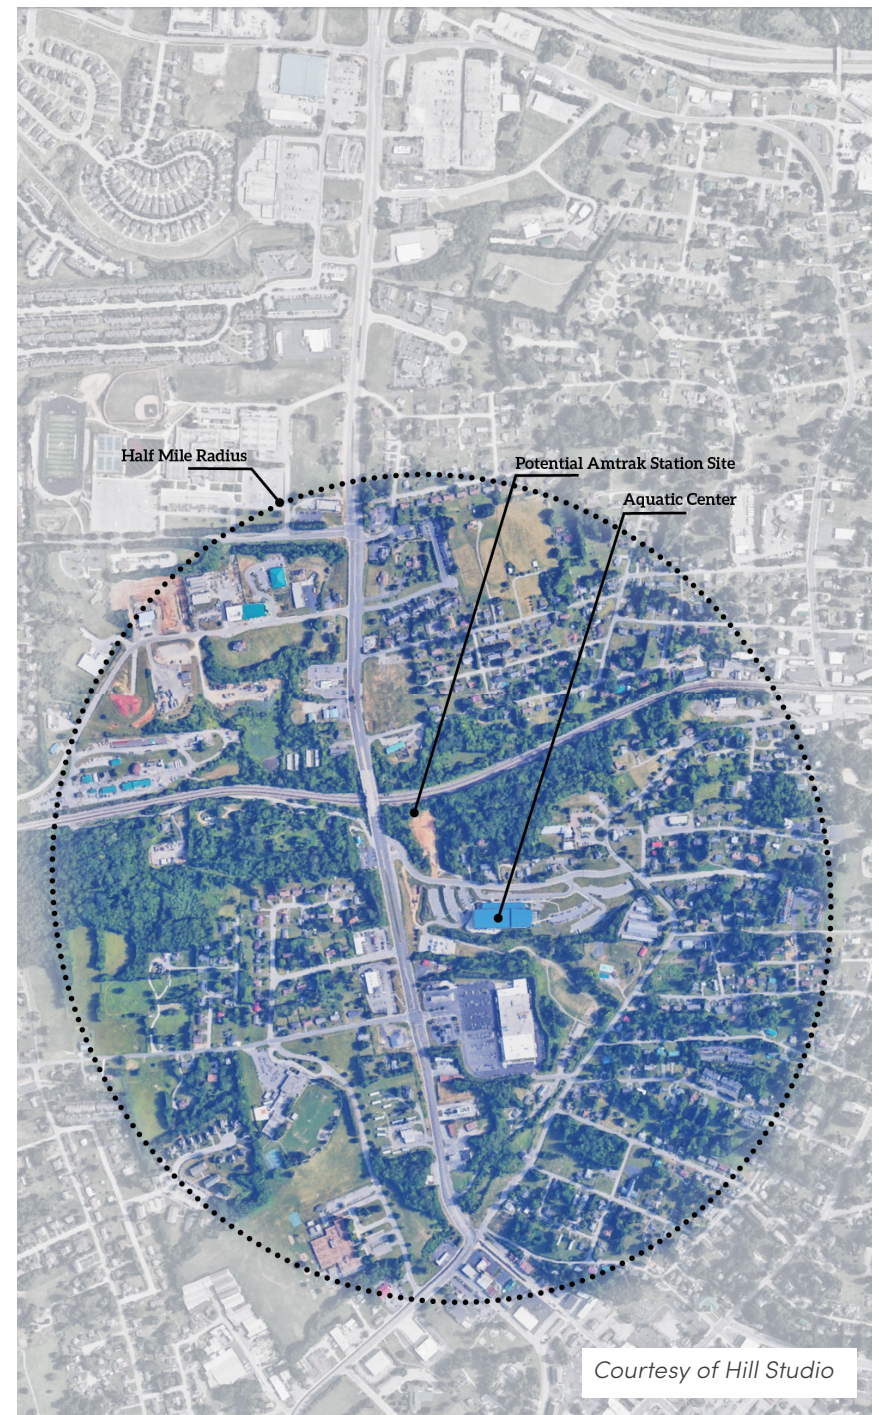 Half Mile Radius
Potential Amtrak Station Site
Aquatic Center
Courtesy of Hill Studio